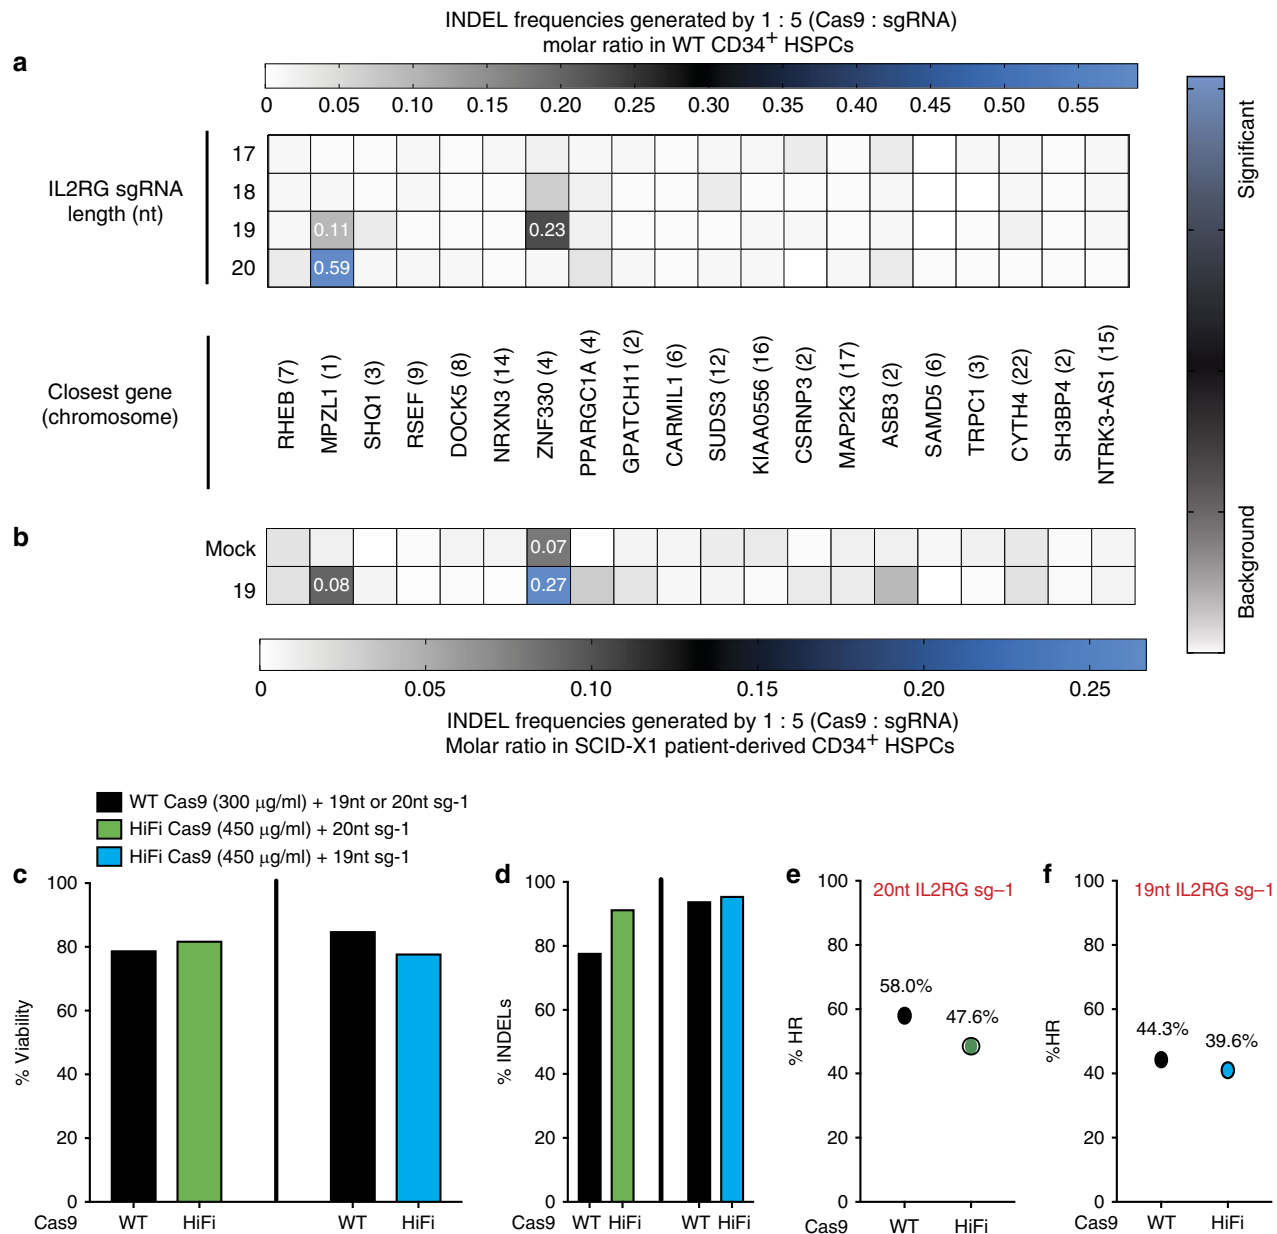 INDEL frequencies generated by 1 : 5 (Cas9 : sgRNA)
molar ratio in WT CD34+ HSPCs
a
0 0.05 0.10 0.15 0.20 0.25 0.30 0.35 0.40 0.45 0.50 0.55
IL2RG sgRNA
length (nt)
17
18
19 0.11 0.23
20 0.59
Significant
Background
Closest gene
(chromosome)
RHEB (7)
MPZL1 (1)
SHQ1 (3)
RSEF (9)
DOCK5 (8)
NRXN3 (14)
ZNF330 (4)
PPARGC1A (4)
GPATCH11 (2)
CARMIL1 (6)
SUDS3 (12)
KIAA0556 (16)
CSRNP3 (2)
MAP2K3 (17)
ASB3 (2)
SAMD5 (6)
TRPC1 (3)
CYTH4 (22)
SH3BP4 (2)
NTRK3-AS1 (15)
b
Mock 0.07
19 0.08 0.27
0 0.05 0.10 0.15 0.20 0.25
INDEL frequencies generated by 1 : 5 (Cas9 : sgRNA)
Molar ratio in SCID-X1 patient-derived CD34+ HSPCs
WT Cas9 (300 μg/ml) + 19nt or 20nt sg-1
HiFi Cas9 (450 μg/ml) + 20nt sg-1
HiFi Cas9 (450 μg/ml) + 19nt sg-1
c
% Viability
100
80
60
40
20
0
Cas9 WT HiFi WT HiFi
d
% INDELs
100
80
60
40
20
0
Cas9 WT HiFi WT HiFi
e
20nt IL2RG sg–1
% HR
100
80
60
40
20
0
58.0%
47.6%
Cas9 WT HiFi
f
19nt IL2RG sg–1
%HR
100
80
60
40
20
0
44.3%
39.6%
Cas9 WT HiFi